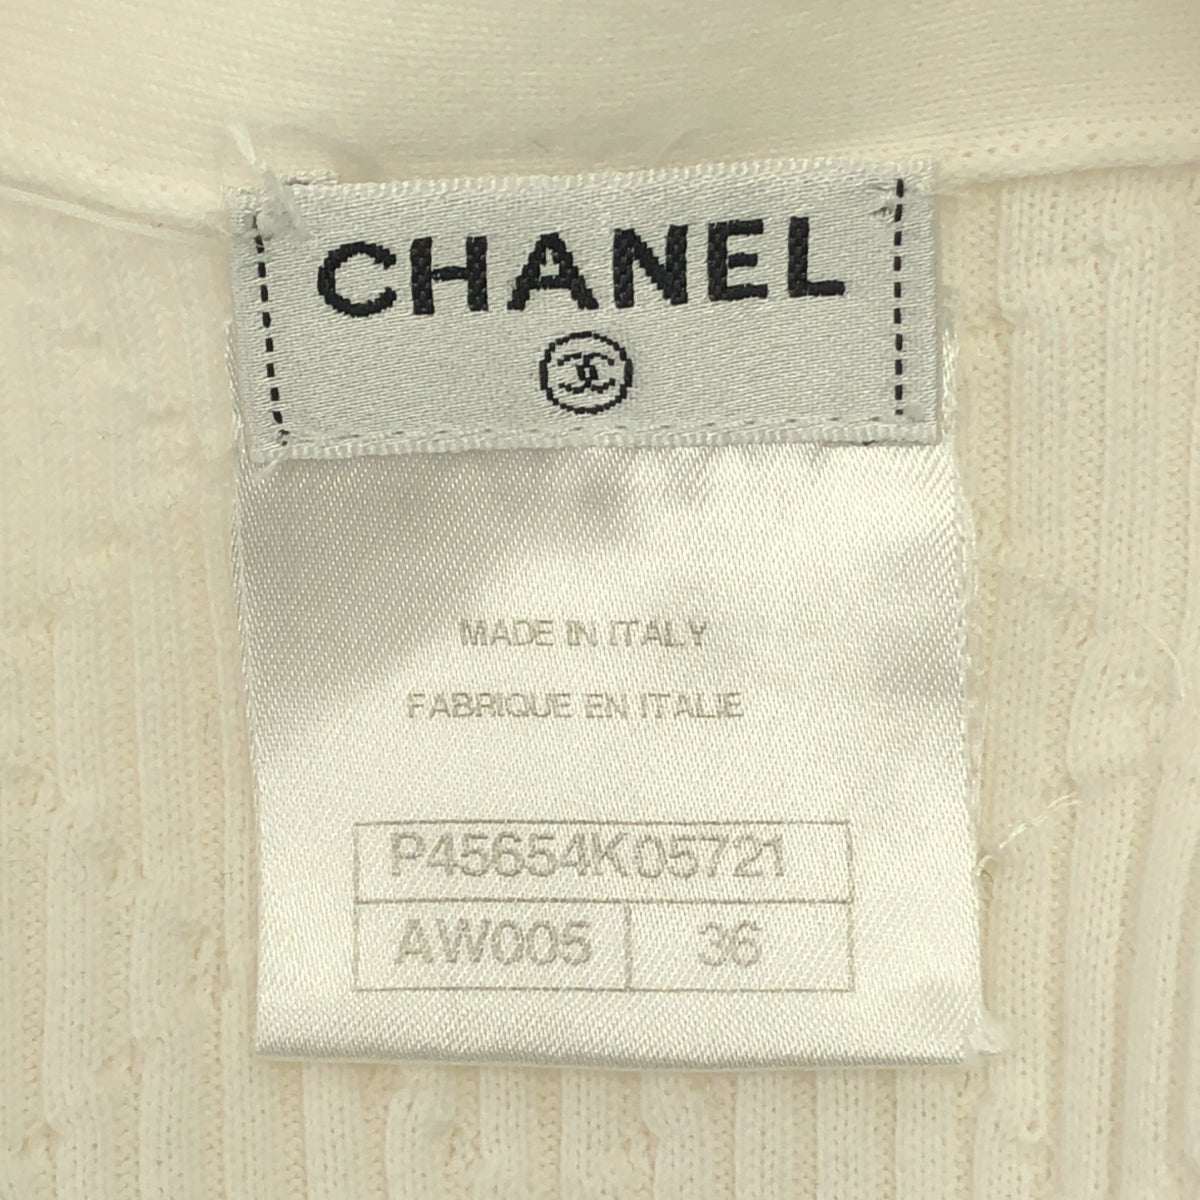 CHANEL
MADE IN ITALY
FABRIQUE EN ITALIE
P45654K05721
AW005 36